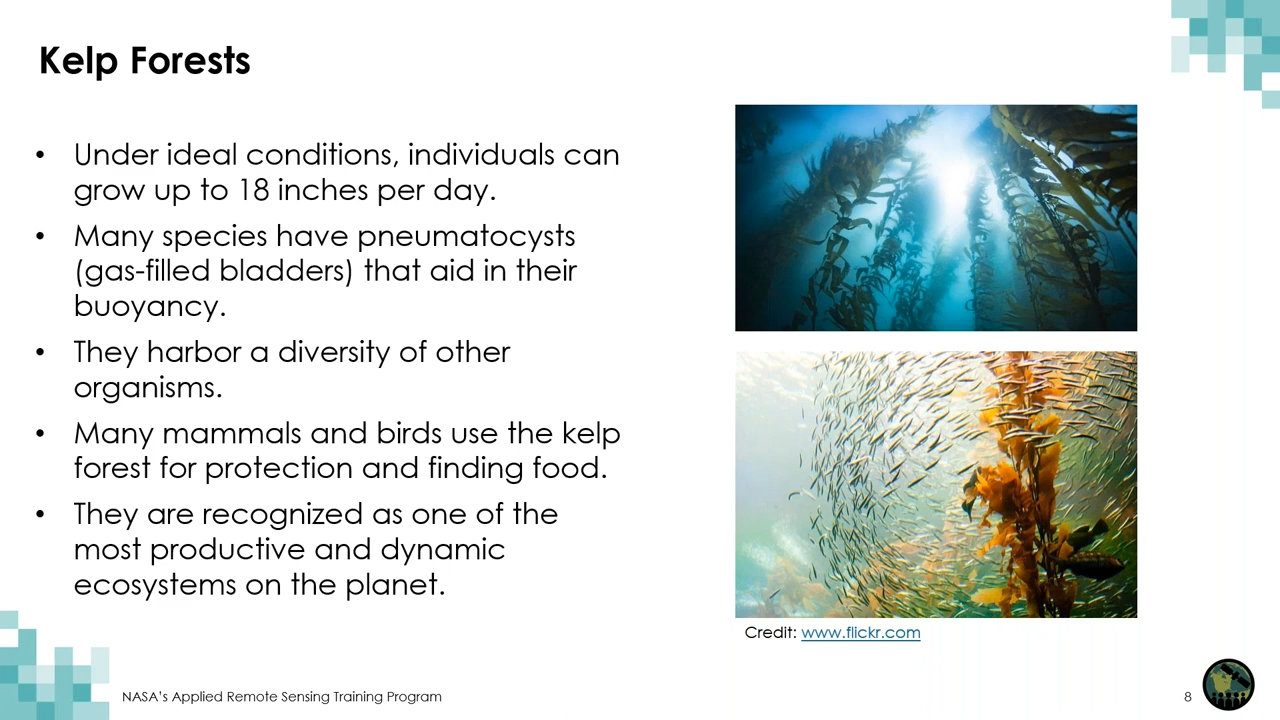 Kelp Forests
• Under ideal conditions, individuals can
grow up to 18 inches per day.
• Many species have pneumatocysts
(gas-filled bladders) that aid in their
buoyancy.
• They harbor a diversity of other
organisms.
• Many mammals and birds use the kelp
forest for protection and finding food.
• They are recognized as one of the
most productive and dynamic
ecosystems on the planet.
Credit: www.flickr.com
NASA's Applied Remote Sensing Training Program
8